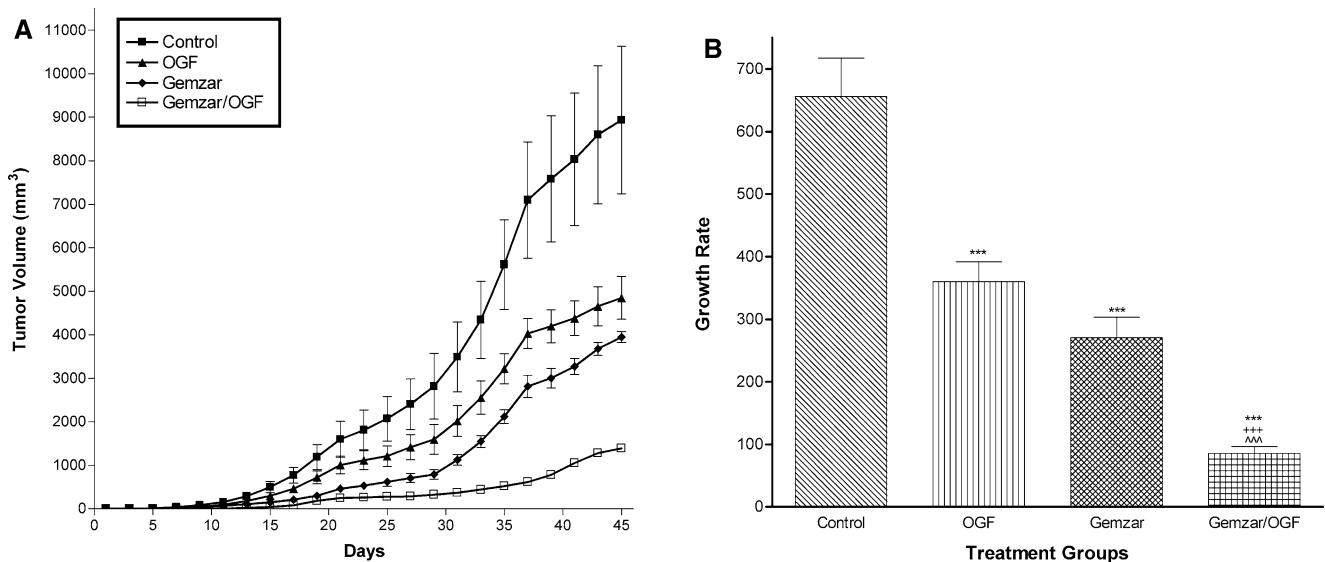 A
Control
OGF
Gemzar
Gemzar/OGF
11000
10000
9000
8000
7000
6000
5000
4000
3000
2000
1000
0
Tumor Volume (mm³)
0 5 10 15 20 25 30 35 40 45
Days
B
700
600
500
400
300
200
100
0
Growth Rate
***
***
***
+++
^^^
Control OGF Gemzar Gemzar/OGF
Treatment Groups